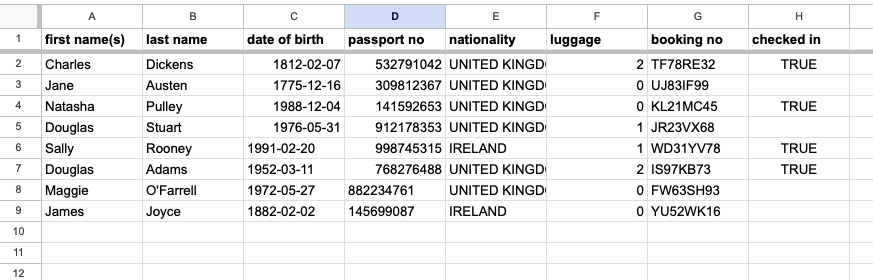 A B C D E F G H
1 first name(s) last name date of birth passport no nationality luggage booking no checked in
2 Charles Dickens 1812-02-07 532791042 UNITED KINGD 2 TF78RE32 TRUE
3 Jane Austen 1775-12-16 309812367 UNITED KINGD 0 UJ83IF99
4 Natasha Pulley 1988-12-04 141592653 UNITED KINGD 0 KL21MC45 TRUE
5 Douglas Stuart 1976-05-31 912178353 UNITED KINGD 1 JR23VX68
6 Sally Rooney 1991-02-20 998745315 IRELAND 1 WD31YV78 TRUE
7 Douglas Adams 1952-03-11 768276488 UNITED KINGD 2 IS97KB73 TRUE
8 Maggie O'Farrell 1972-05-27 882234761 UNITED KINGD 0 FW63SH93
9 James Joyce 1882-02-02 145699087 IRELAND 0 YU52WK16
10
11
12